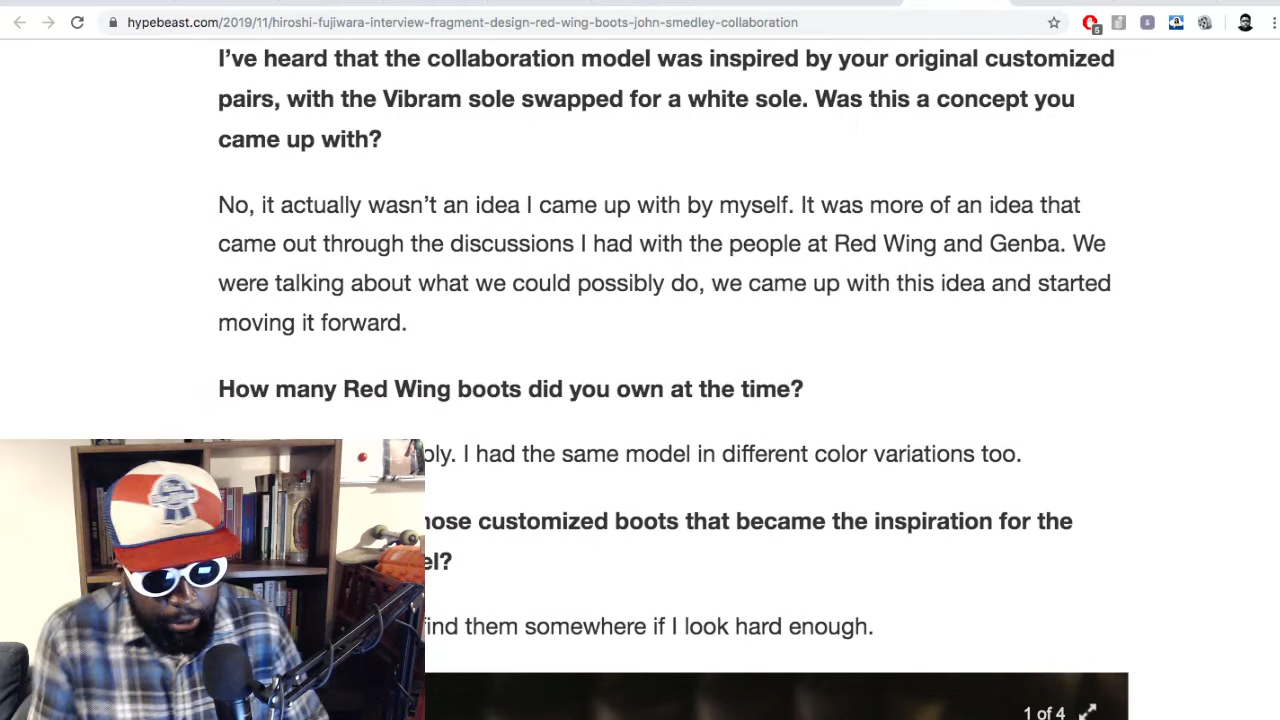 hypebeast.com/2019/11/hiroshi-fujiwara-interview-fragment-design-red-wing-boots-john-smedley-collaboration
5
I’ve heard that the collaboration model was inspired by your original customized
pairs, with the Vibram sole swapped for a white sole. Was this a concept you
came up with?
No, it actually wasn’t an idea I came up with by myself. It was more of an idea that
came out through the discussions I had with the people at Red Wing and Genba. We
were talking about what we could possibly do, we came up with this idea and started
moving it forward.
How many Red Wing boots did you own at the time?
bly. I had the same model in different color variations too.
hose customized boots that became the inspiration for the
el?
find them somewhere if I look hard enough.
1 of 4